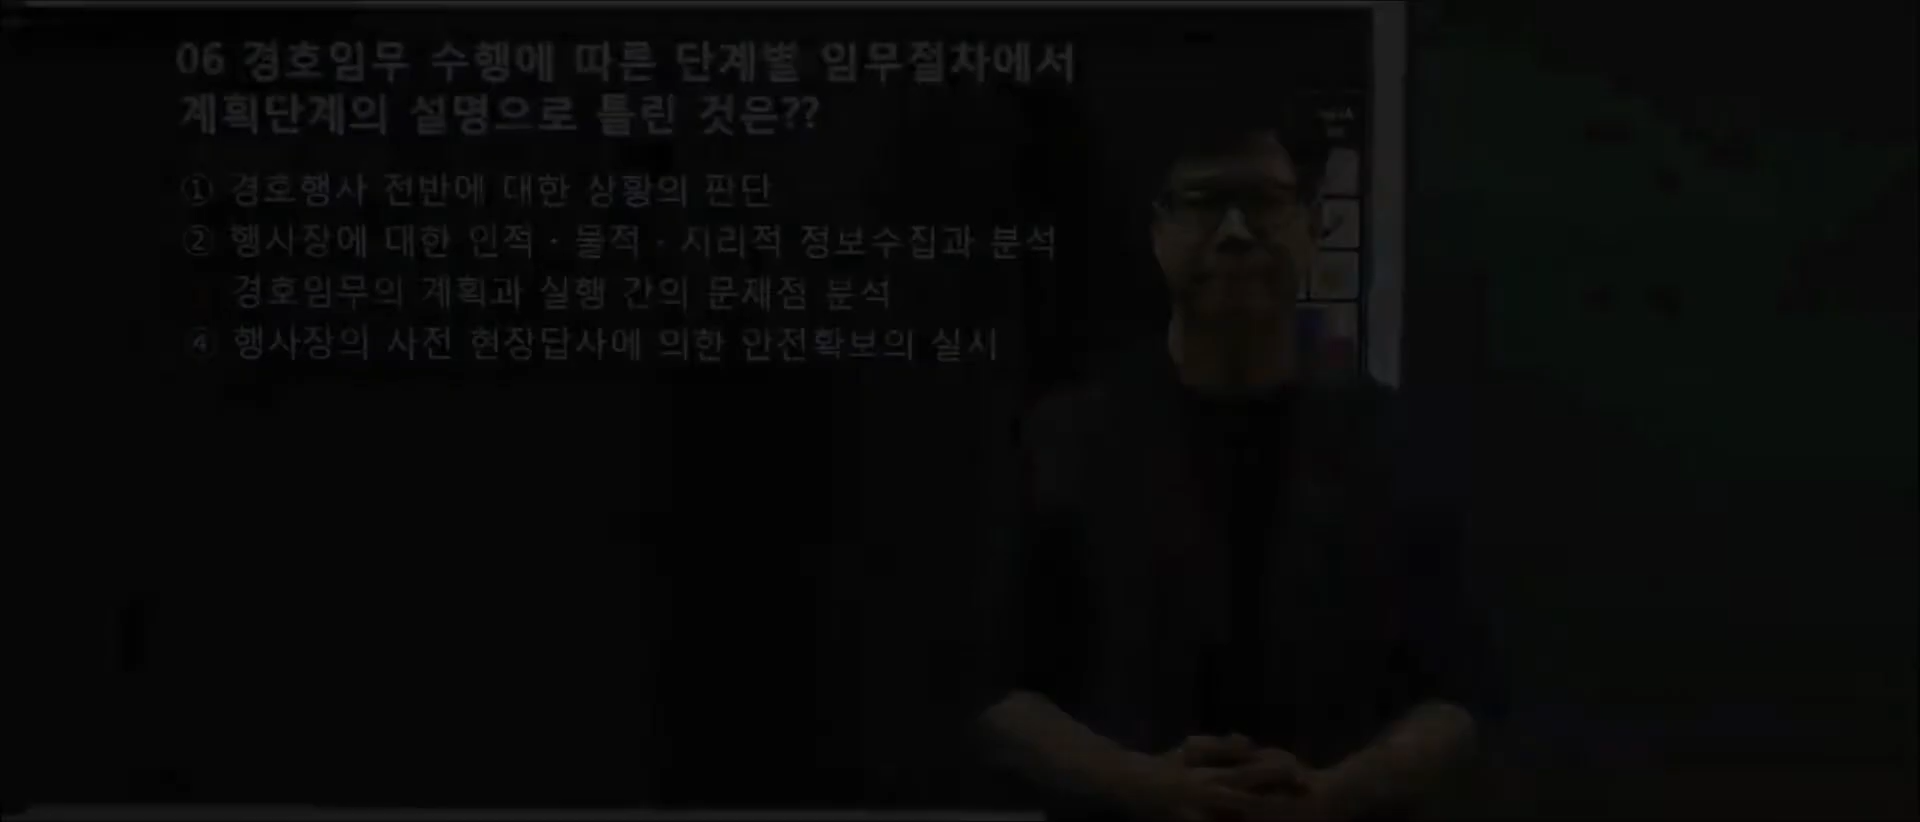 06 경호임무 수행에 따른 단계별 임무절차에서
계획단계의 설명으로 틀린 것은??
① 경호행사 전반에 대한 상황의 판단
② 행사장에 대한 인적·물적·지리적 정보수집과 분석
경호임무의 계획과 실행 간의 문제점 분석
④ 행사장의 사전 현장답사에 의한 안전확보의 실시